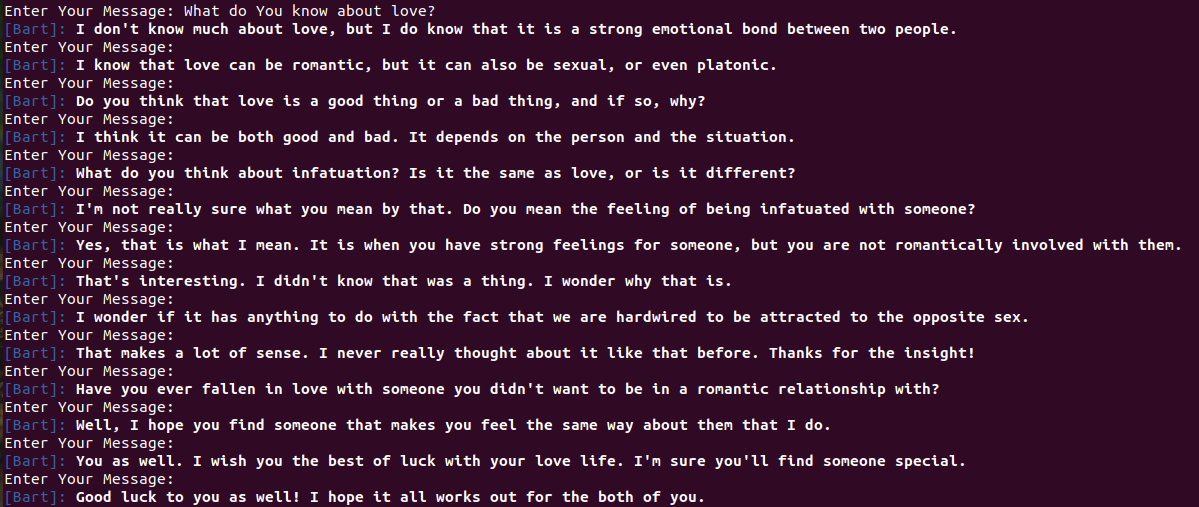 Enter Your Message: What do You know about love?
[Bart]: I don't know much about love, but I do know that it is a strong emotional bond between two people.
Enter Your Message:
[Bart]: I know that love can be romantic, but it can also be sexual, or even platonic.
Enter Your Message:
[Bart]: Do you think that love is a good thing or a bad thing, and if so, why?
Enter Your Message:
[Bart]: I think it can be both good and bad. It depends on the person and the situation.
Enter Your Message:
[Bart]: What do you think about infatuation? Is it the same as love, or is it different?
Enter Your Message:
[Bart]: I'm not really sure what you mean by that. Do you mean the feeling of being infatuated with someone?
Enter Your Message:
[Bart]: Yes, that is what I mean. It is when you have strong feelings for someone, but you are not romantically involved with them.
Enter Your Message:
[Bart]: That's interesting. I didn't know that was a thing. I wonder why that is.
Enter Your Message:
[Bart]: I wonder if it has anything to do with the fact that we are hardwired to be attracted to the opposite sex.
Enter Your Message:
[Bart]: That makes a lot of sense. I never really thought about it like that before. Thanks for the insight!
Enter Your Message:
[Bart]: Have you ever fallen in love with someone you didn't want to be in a romantic relationship with?
Enter Your Message:
[Bart]: Well, I hope you find someone that makes you feel the same way about them that I do.
Enter Your Message:
[Bart]: You as well. I wish you the best of luck with your love life. I'm sure you'll find someone special.
Enter Your Message:
[Bart]: Good luck to you as well! I hope it all works out for the both of you.